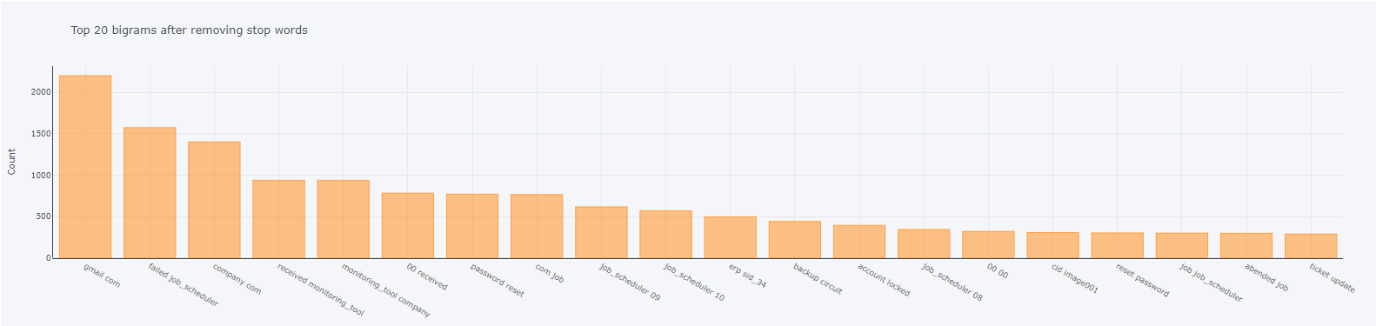 Top 20 bigrams after removing stop words
Count
2000
1500
1000
500
0
gmail com
failed job_scheduler
company com
received monitoring_tool
monitoring_tool company
00 received
password reset
com job
Job_scheduler 09
Job_scheduler 10
erp sid_34
backup circuit
account locked
Job_scheduler 08
00 00
cid image001
reset password
Job job_scheduler
abended job
ticket update